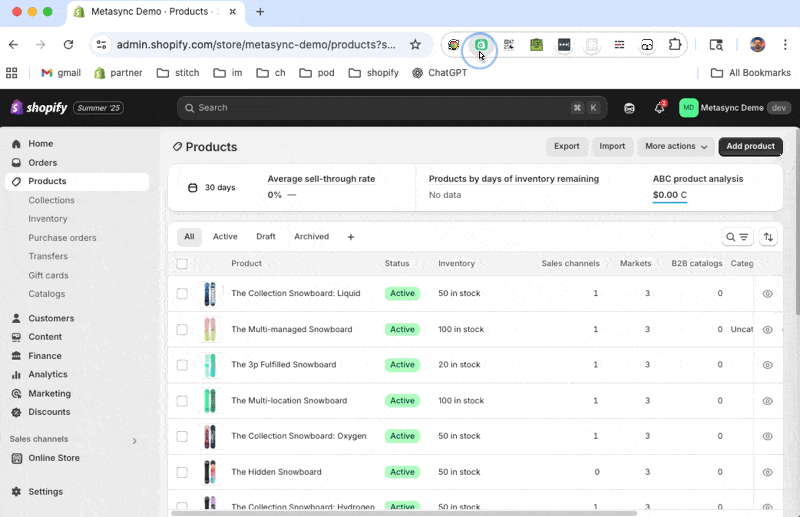 Metasync Demo · Products · S
admin.shopify.com/store/metasync-demo/products?s...
gmail partner stitch im ch pod shopify ChatGPT All Bookmarks
shopify Summer '25 Search ⌘ K 2 MD Metasync Demo dev
Home
Orders
Products
Collections
Inventory
Purchase orders
Transfers
Gift cards
Catalogs
Customers
Content
Finance
Analytics
Marketing
Discounts
Sales channels
Online Store
Settings
Products Export Import More actions Add product
30 days
Average sell-through rate
0% —
Products by days of inventory remaining
No data
ABC product analysis
$0.00 C
All Active Draft Archived +
Product Status Inventory Sales channels Markets B2B catalogs Categ
The Collection Snowboard: Liquid Active 50 in stock 1 3 0
The Multi-managed Snowboard Active 100 in stock 1 3 0 Uncat
The 3p Fulfilled Snowboard Active 20 in stock 1 3 0
The Multi-location Snowboard Active 100 in stock 1 3 0
The Collection Snowboard: Oxygen Active 50 in stock 1 3 0
The Hidden Snowboard Active 50 in stock 0 3 0
The Collection Snowboard: Hydrogen Active 50 in stock 1 3 0